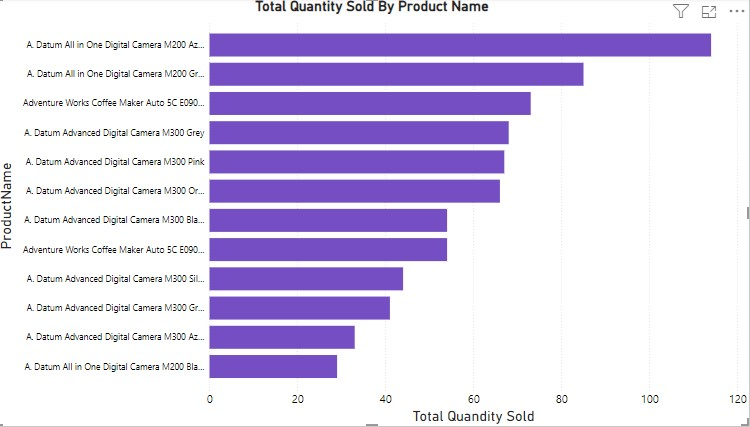 Total Quantity Sold By Product Name
A. Datum All in One Digital Camera M200 Az...
A. Datum All in One Digital Camera M200 Gr...
Adventure Works Coffee Maker Auto 5C E090...
A. Datum Advanced Digital Camera M300 Grey
A. Datum Advanced Digital Camera M300 Pink
A. Datum Advanced Digital Camera M300 Or...
A. Datum Advanced Digital Camera M300 Bla...
Adventure Works Coffee Maker Auto 5C E090...
A. Datum Advanced Digital Camera M300 Sil...
A. Datum Advanced Digital Camera M300 Gr...
A. Datum Advanced Digital Camera M300 Az...
A. Datum All in One Digital Camera M200 Bla...
ProductName
0 20 40 60 80 100 120
Total Quandity Sold